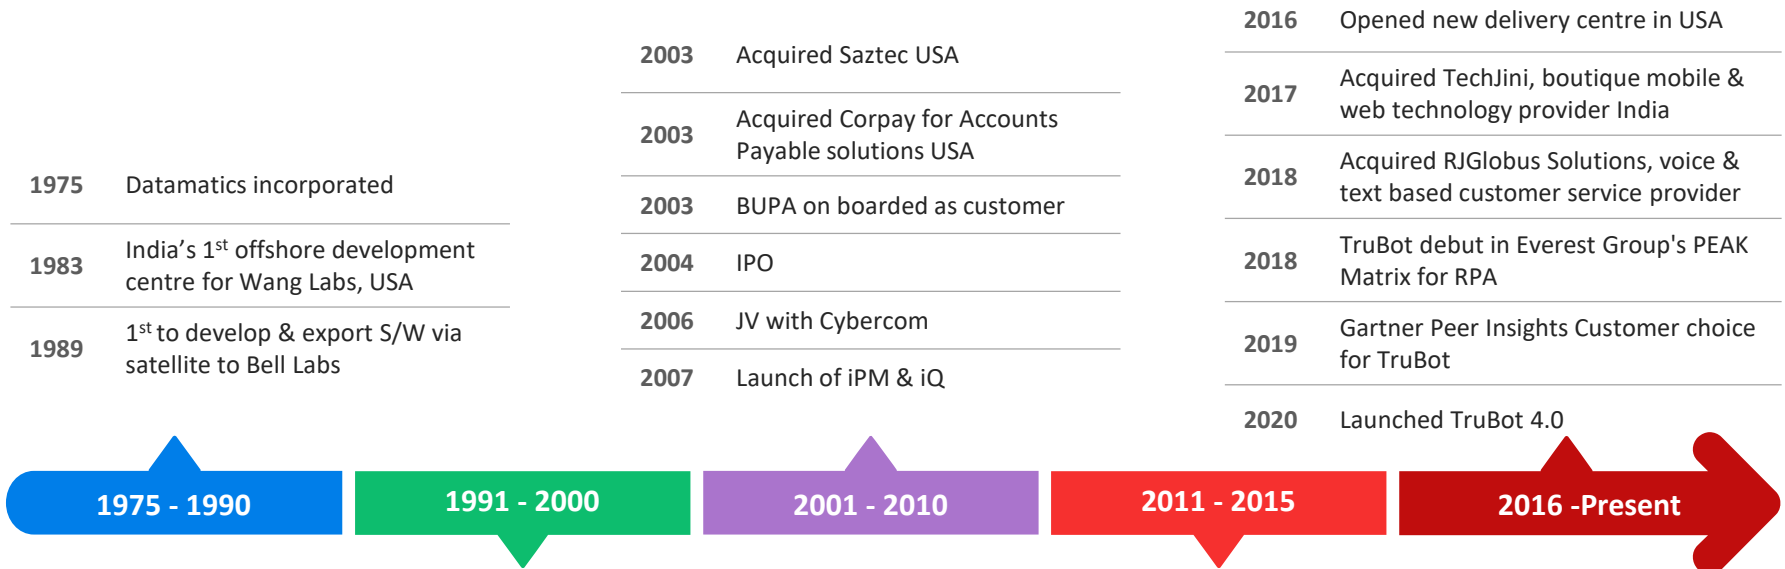 1975 Datamatics incorporated
1983 India's 1st offshore development
centre for Wang Labs, USA
1989 1st to develop & export S/W via
satellite to Bell Labs
2003 Acquired Saztec USA
2003 Acquired Corpay for Accounts
Payable solutions USA
2003 BUPA on boarded as customer
2004 IPO
2006 JV with Cybercom
2007 Launch of iPM & iQ
2016 Opened new delivery centre in USA
2017 Acquired TechJini, boutique mobile &
web technology provider India
2018 Acquired RJGlobus Solutions, voice &
text based customer service provider
2018 TruBot debut in Everest Group's PEAK
Matrix for RPA
2019 Gartner Peer Insights Customer choice
for TruBot
2020 Launched TruBot 4.0
1975 - 1990
1991 - 2000
2001 - 2010
2011 - 2015
2016 -Present